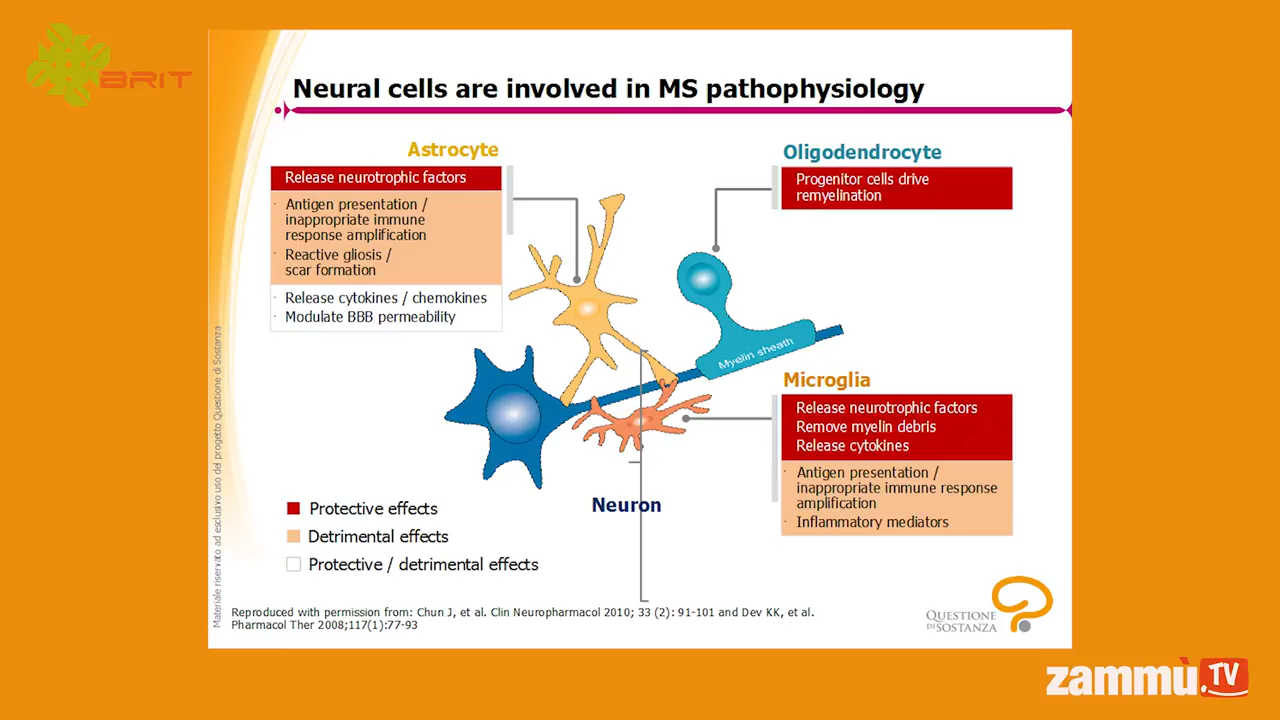 BRIT
Neural cells are involved in MS pathophysiology
Astrocyte
Release neurotrophic factors
· Antigen presentation /
inappropriate immune
response amplification
· Reactive gliosis /
scar formation
· Release cytokines / chemokines
· Modulate BBB permeability
Oligodendrocyte
Progenitor cells drive
remyelination
Myelin sheath
Microglia
Release neurotrophic factors
Remove myelin debris
Release cytokines
· Antigen presentation /
inappropriate immune response
amplification
· Inflammatory mediators
Neuron
Protective effects
Detrimental effects
Protective / detrimental effects
Materiale riservato ad esclusivo uso del progetto Questione di Sostanza
Reproduced with permission from: Chun J, et al. Clin Neuropharmacol 2010; 33 (2): 91-101 and Dev KK, et al.
Pharmacol Ther 2008;117(1):77-93
QUESTIONE
DI SOSTANZA
zammù.TV